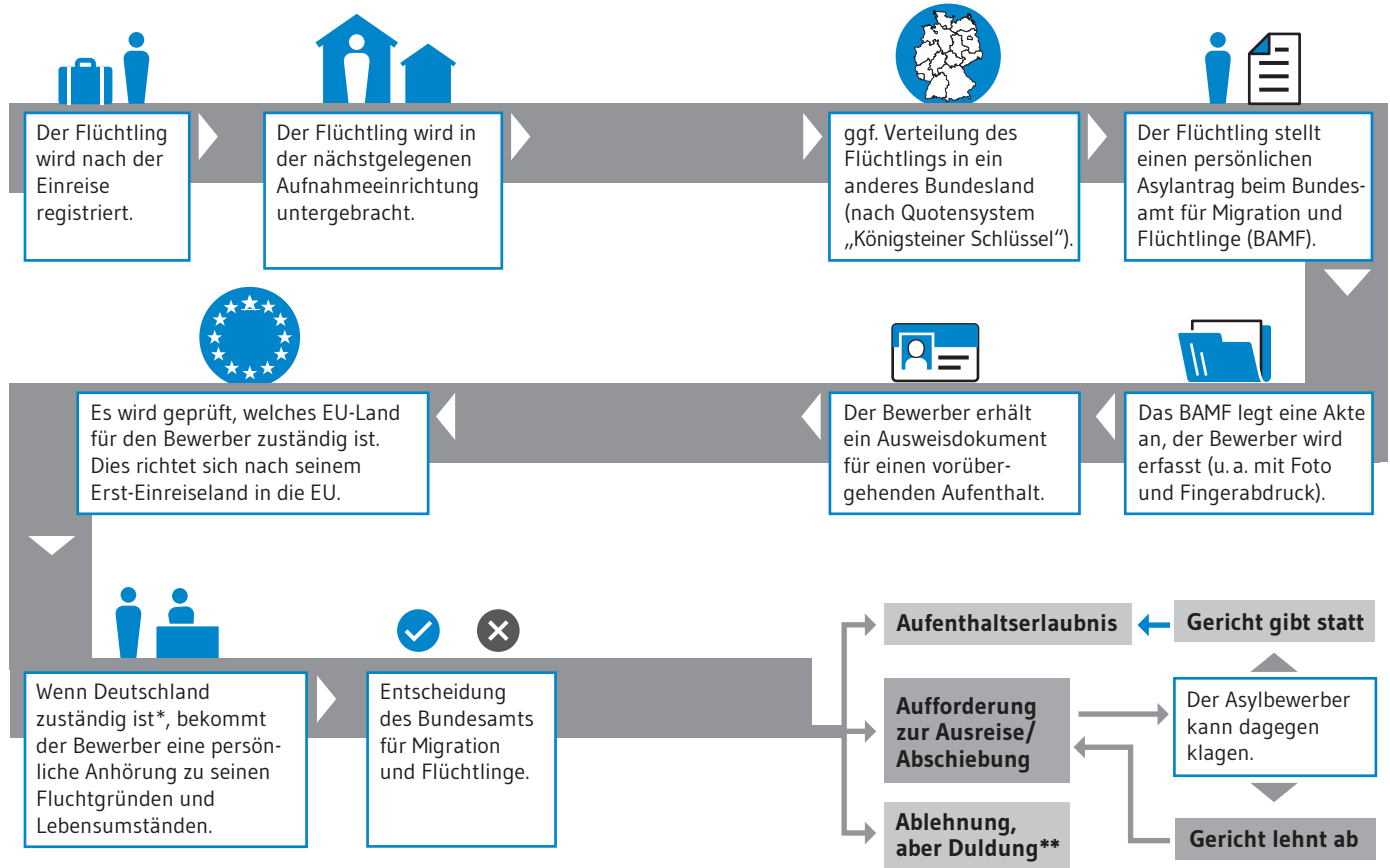 Der Flüchtling
wird nach der
Einreise
registriert.
Der Flüchtling wird in
der nächstgelegenen
Aufnahmeeinrichtung
untergebracht.
ggf. Verteilung des
Flüchtlings in ein
anderes Bundesland
(nach Quotensystem
„Königsteiner Schlüssel“).
Der Flüchtling stellt
einen persönlichen
Asylantrag beim Bundes-
amt für Migration und
Flüchtlinge (BAMF).
Das BAMF legt eine Akte
an, der Bewerber wird
erfasst (u. a. mit Foto
und Fingerabdruck).
Der Bewerber erhält
ein Ausweisdokument
für einen vorüber-
gehenden Aufenthalt.
Es wird geprüft, welches EU-Land
für den Bewerber zuständig ist.
Dies richtet sich nach seinem
Erst-Einreiseland in die EU.
Wenn Deutschland
zuständig ist*, bekommt
der Bewerber eine persön-
liche Anhörung zu seinen
Fluchtgründen und
Lebensumständen.
Entscheidung
des Bundesamts
für Migration
und Flüchtlinge.
Aufenthaltserlaubnis
Aufforderung
zur Ausreise/
Abschiebung
Ablehnung,
aber Duldung**
Gericht gibt statt
Der Asylbewerber
kann dagegen
klagen.
Gericht lehnt ab